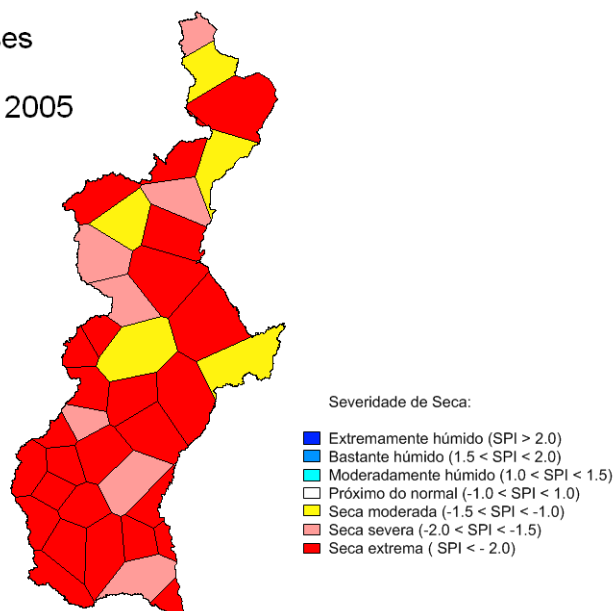 2005
Severidade de Seca:
Extremamente húmido (SPI > 2.0)
Bastante húmido (1.5 < SPI < 2.0)
Moderadamente húmido (1.0 < SPI < 1.5)
Próximo do normal (-1.0 < SPI < 1.0)
Seca moderada (-1.5 < SPI < -1.0)
Seca severa (-2.0 < SPI < -1.5)
Seca extrema ( SPI < - 2.0)